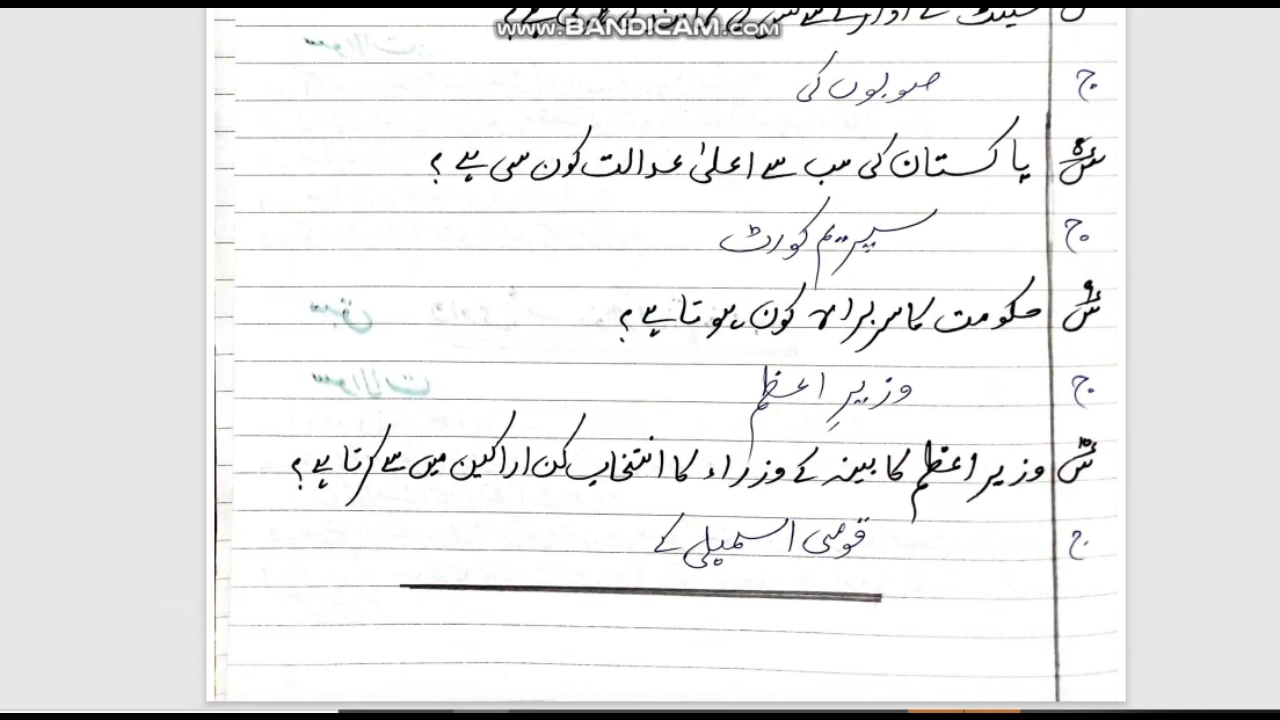 WWW.BANDICAM.COM
ج صوبوں کی
س۸ پاکستان کی سب سے اعلیٰ عدالت کون سی ہے؟
ج سپریم کورٹ
س۹ حکومت کا سربراہ کون ہوتا ہے؟
ج وزیرِ اعظم
س۱۰ وزیر اعظم کابینہ کے وزراء کا انتخاب کن اراکین میں سے کرتا ہے؟
ج قومی اسمبلی کے